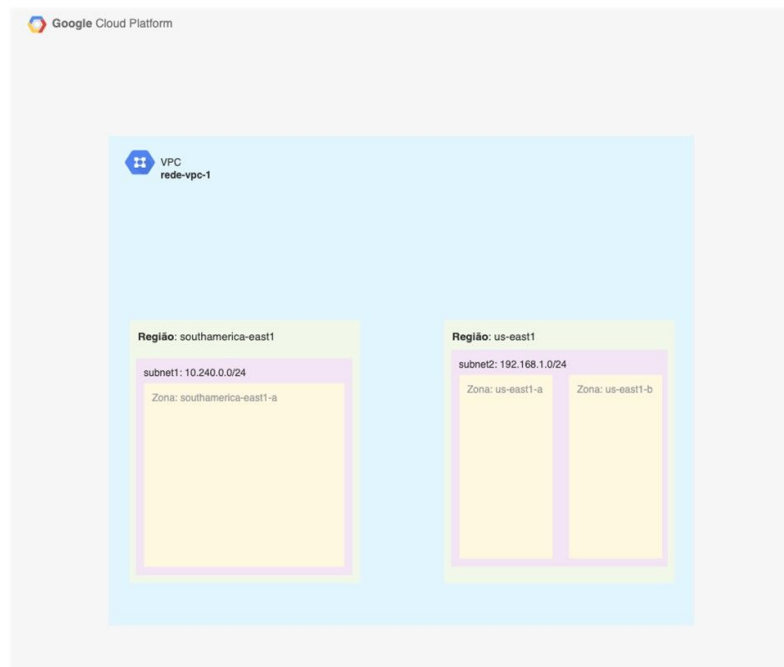 Google Cloud Platform
VPC
rede-vpc-1
Região: southamerica-east1
subnet1: 10.240.0.0/24
Zona: southamerica-east1-a
Região: us-east1
subnet2: 192.168.1.0/24
Zona: us-east1-a
Zona: us-east1-b